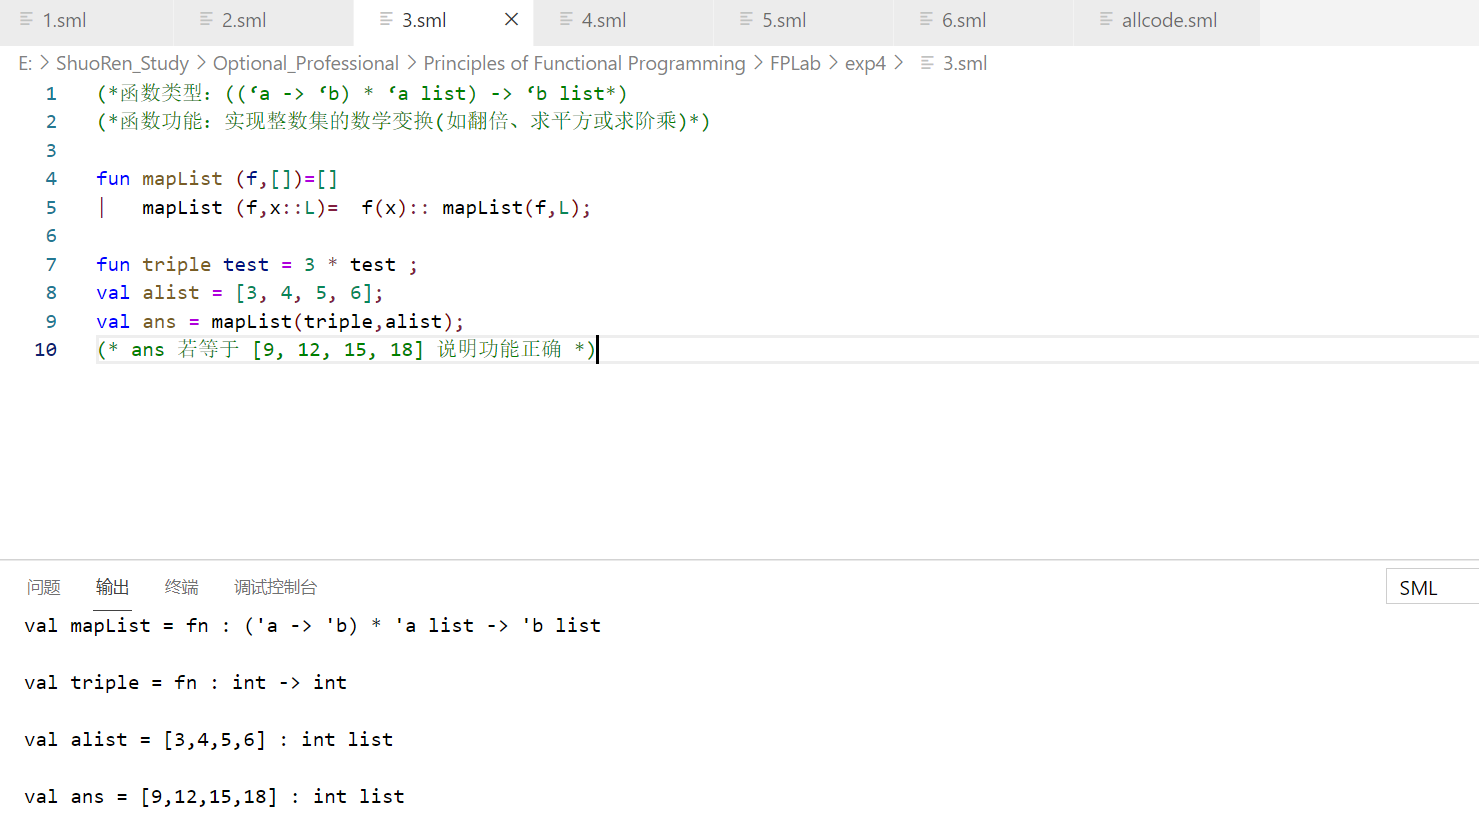 1.sml 2.sml 3.sml × 4.sml 5.sml 6.sml allcode.sml
E: > ShuoRen_Study > Optional_Professional > Principles of Functional Programming > FPLab > exp4 > 3.sml
1 (*函数类型: ((‘a -> ‘b) * ‘a list) -> ‘b list*)
2 (*函数功能: 实现整数集的数学变换(如翻倍、求平方或求阶乘)*)
3
4 fun mapList (f,[])=[]
5 |   mapList (f,x::L)=  f(x):: mapList(f,L);
6
7 fun triple test = 3 * test ;
8 val alist = [3, 4, 5, 6];
9 val ans = mapList(triple,alist);
10 (* ans 若等于 [9, 12, 15, 18] 说明功能正确 *)
问题 输出 终端 调试控制台 SML
val mapList = fn : ('a -> 'b) * 'a list -> 'b list
val triple = fn : int -> int
val alist = [3,4,5,6] : int list
val ans = [9,12,15,18] : int list